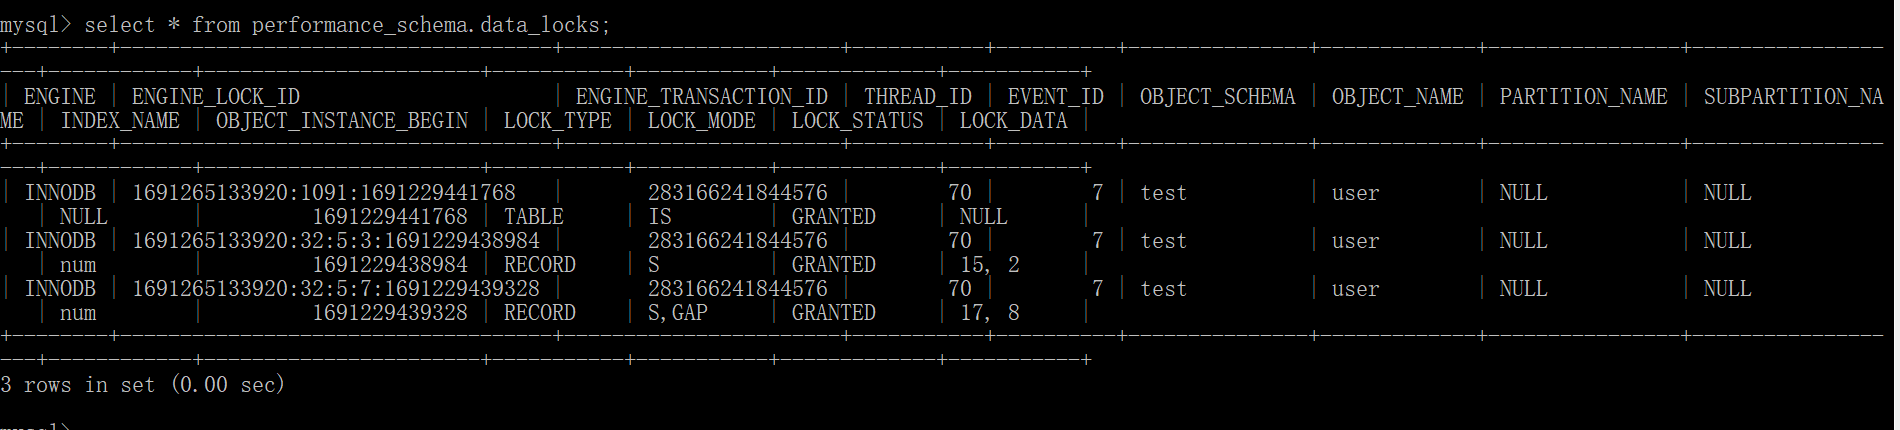 mysql> select * from performance_schema.data_locks;
+--------+-------------------------------------+-----------------------+-----------+----------+---------------+-------------+----------------+----------------
---+------------+-----------------------+-----------+-----------+-------------+-----------+
| ENGINE | ENGINE_LOCK_ID                      | ENGINE_TRANSACTION_ID | THREAD_ID | EVENT_ID | OBJECT_SCHEMA | OBJECT_NAME | PARTITION_NAME | SUBPARTITION_NA
ME | INDEX_NAME | OBJECT_INSTANCE_BEGIN | LOCK_TYPE | LOCK_MODE | LOCK_STATUS | LOCK_DATA |
+--------+-------------------------------------+-----------------------+-----------+----------+---------------+-------------+----------------+----------------
---+------------+-----------------------+-----------+-----------+-------------+-----------+
| INNODB | 1691265133920:1091:1691229441768    |       283166241844576 |        70 |        7 | test          | user        | NULL           | NULL
   | NULL       |         1691229441768 | TABLE     | IS        | GRANTED     | NULL      |
| INNODB | 1691265133920:32:5:3:1691229438984 |       283166241844576 |        70 |        7 | test          | user        | NULL           | NULL
   | num        |         1691229438984 | RECORD    | S         | GRANTED     | 15, 2     |
| INNODB | 1691265133920:32:5:7:1691229439328 |       283166241844576 |        70 |        7 | test          | user        | NULL           | NULL
   | num        |         1691229439328 | RECORD    | S,GAP     | GRANTED     | 17, 8     |
+--------+-------------------------------------+-----------------------+-----------+----------+---------------+-------------+----------------+----------------
---+------------+-----------------------+-----------+-----------+-------------+-----------+
3 rows in set (0.00 sec)
mysql>